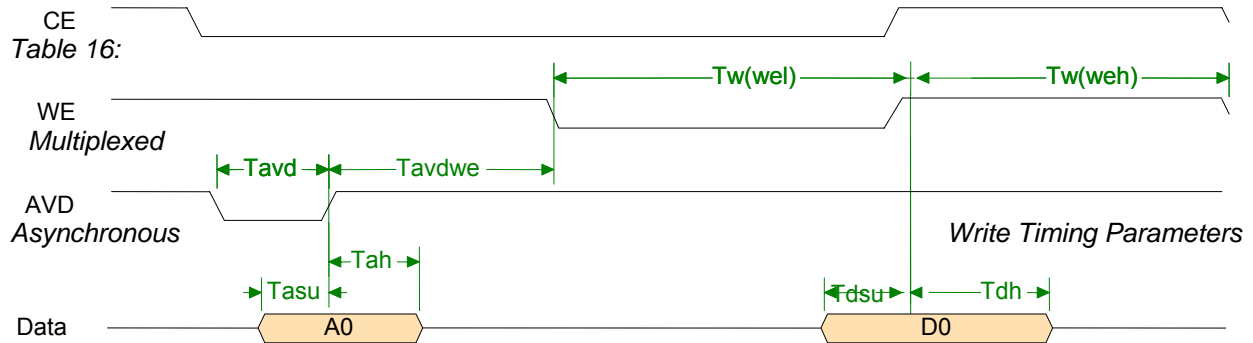 CE
Table 16:
Tw(wel) Tw(weh)
WE
Multiplexed
Tavd Tavdwe
AVD
Asynchronous Write Timing Parameters
Tah
Tasu Tdsu Tdh
Data A0 D0